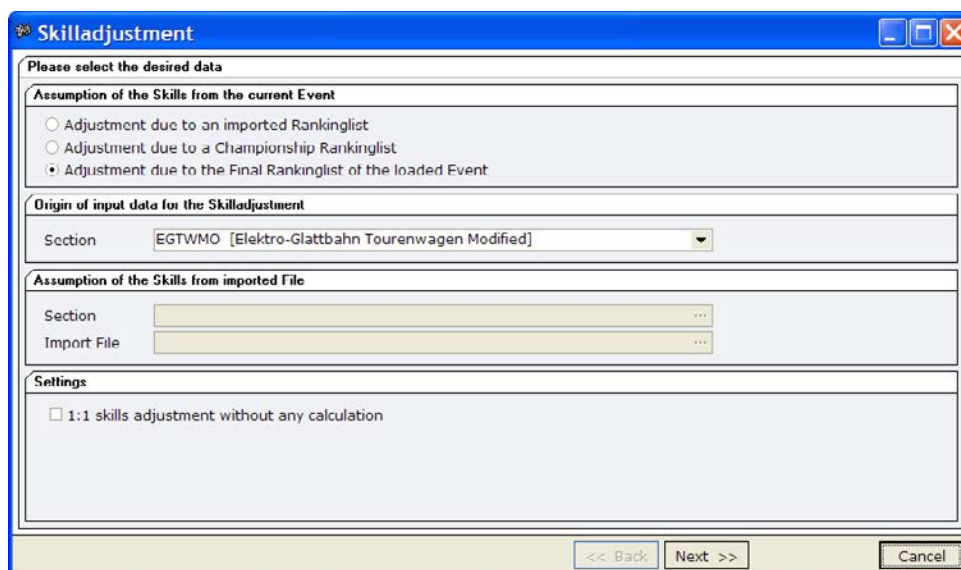 Skilladjustment
Please select the desired data
Assumption of the Skills from the current Event
Adjustment due to an imported Rankinglist
Adjustment due to a Championship Rankinglist
Adjustment due to the Final Rankinglist of the loaded Event
Origin of input data for the Skilladjustment
Section EGTWMO [Elektro-Glattbahn Tourenwagen Modified]
Assumption of the Skills from imported File
Section ...
Import File ...
Settings
1:1 skills adjustment without any calculation
<< Back Next >> Cancel